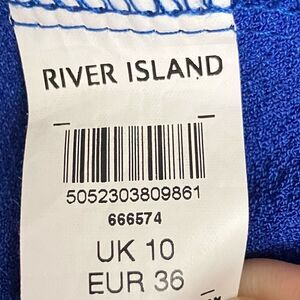 RIVER ISLAND
5052303809861
666574
UK 10
EUR 36